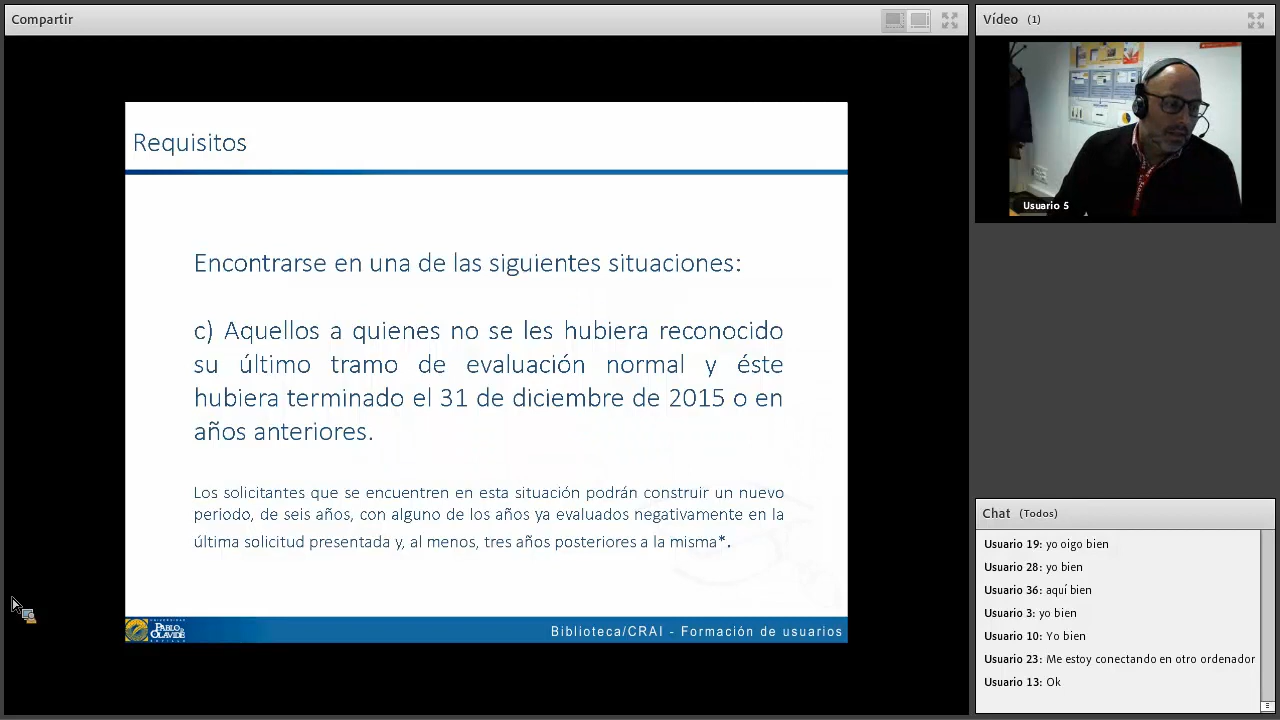 Compartir
Requisitos
Encontrarse en una de las siguientes situaciones:
c) Aquellos a quienes no se les hubiera reconocido
su último tramo de evaluación normal y éste
hubiera terminado el 31 de diciembre de 2015 o en
años anteriores.
Los solicitantes que se encuentren en esta situación podrán construir un nuevo
periodo, de seis años, con alguno de los años ya evaluados negativamente en la
última solicitud presentada y, al menos, tres años posteriores a la misma*.
PABLO
OLAVIDE
Biblioteca/CRAI - Formación de usuarios
Vídeo (1)
Usuario 5
Chat (Todos)
Usuario 19: yo oigo bien
Usuario 28: yo bien
Usuario 36: aquí bien
Usuario 3: yo bien
Usuario 10: Yo bien
Usuario 23: Me estoy conectando en otro ordenador
Usuario 13: Ok